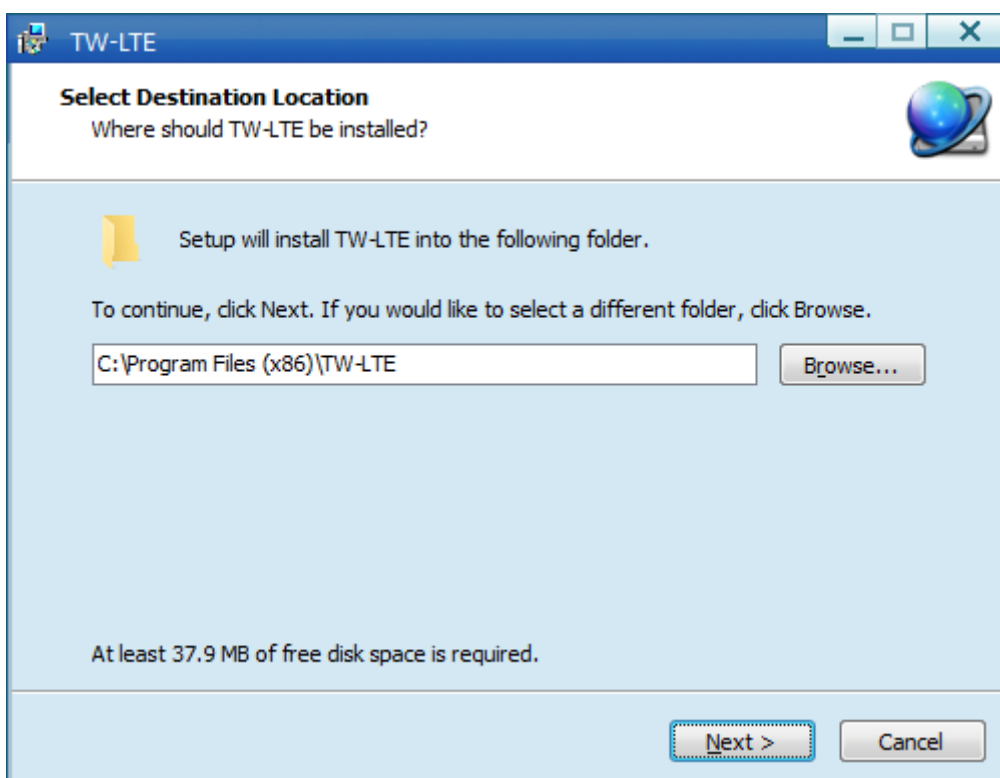 TW-LTE
Select Destination Location
Where should TW-LTE be installed?
Setup will install TW-LTE into the following folder.
To continue, click Next. If you would like to select a different folder, click Browse.
C:\Program Files (x86)\TW-LTE
Browse...
At least 37.9 MB of free disk space is required.
Next >
Cancel